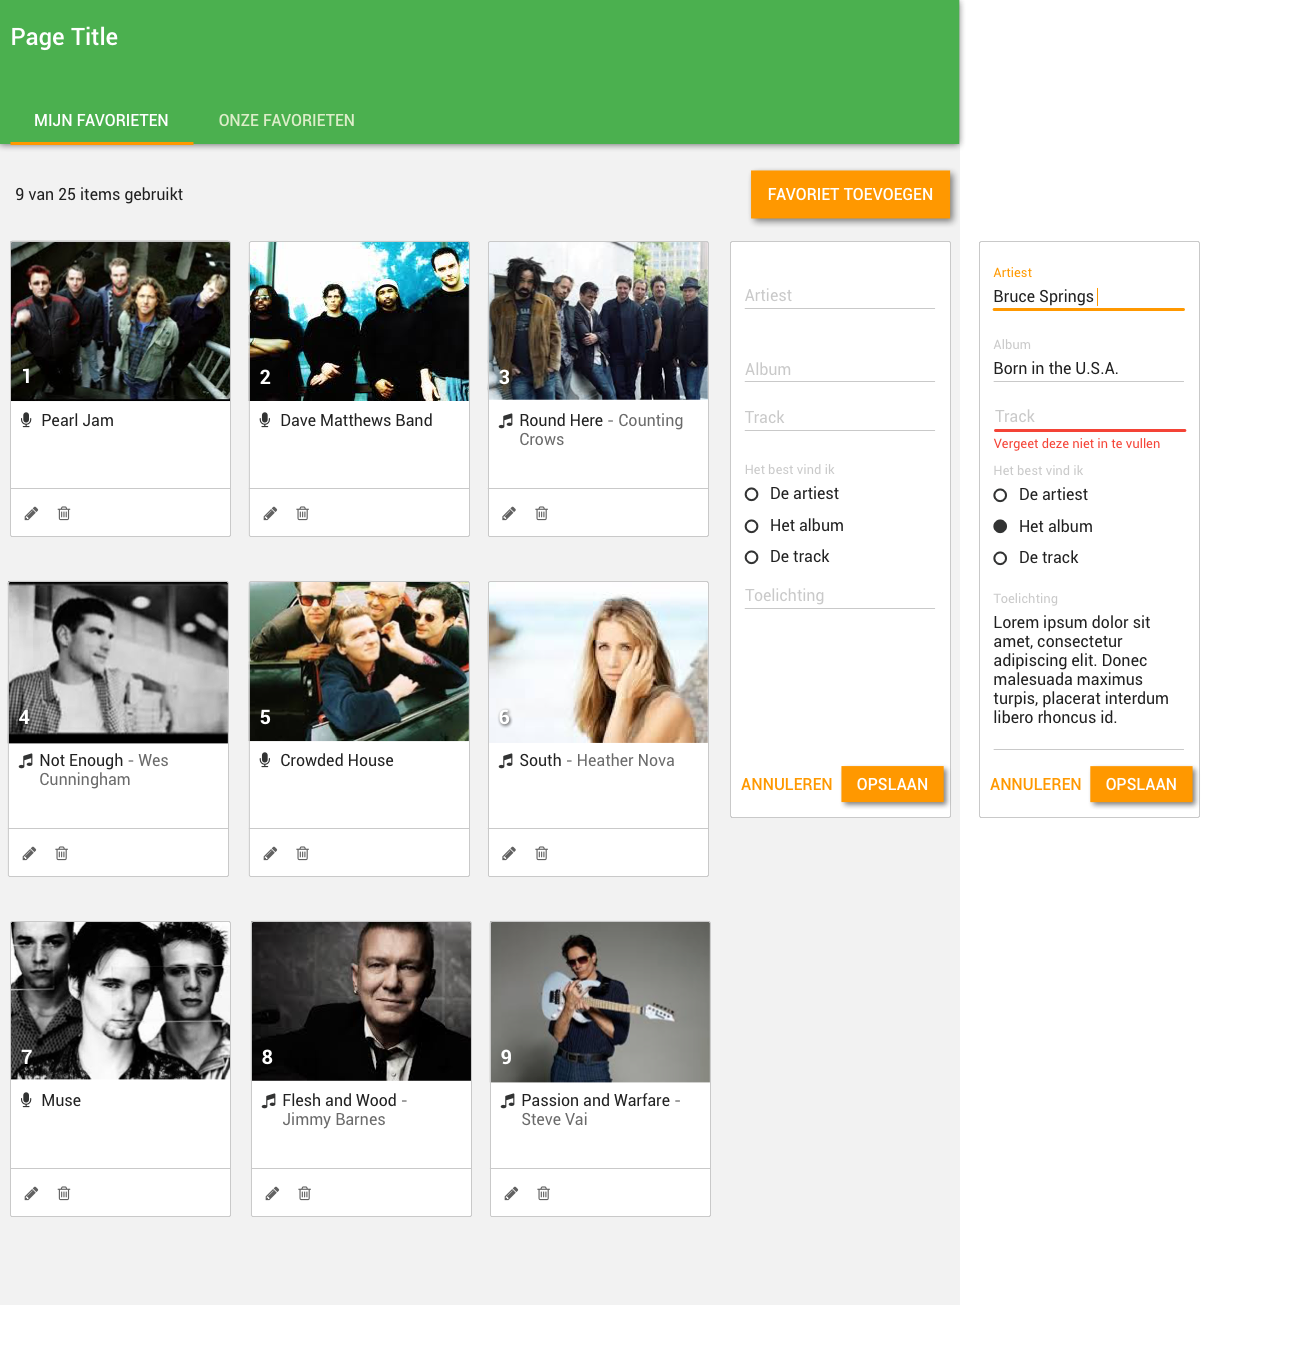 Page Title
MIJN FAVORIETEN
ONZE FAVORIETEN
9 van 25 items gebruikt
FAVORIET TOEVOEGEN
1
Pearl Jam
2
Dave Matthews Band
3
Round Here - Counting
Crows
4
Not Enough - Wes
Cunningham
5
Crowded House
6
South - Heather Nova
7
Muse
8
Flesh and Wood -
Jimmy Barnes
9
Passion and Warfare -
Steve Vai
Artiest
Album
Track
Het best vind ik
De artiest
Het album
De track
Toelichting
ANNULEREN
OPSLAAN
Artiest
Bruce Springs
Album
Born in the U.S.A.
Track
Vergeet deze niet in te vullen
Het best vind ik
De artiest
Het album
De track
Toelichting
Lorem ipsum dolor sit
amet, consectetur
adipiscing elit. Donec
malesuada maximus
turpis, placerat interdum
libero rhoncus id.
ANNULEREN
OPSLAAN